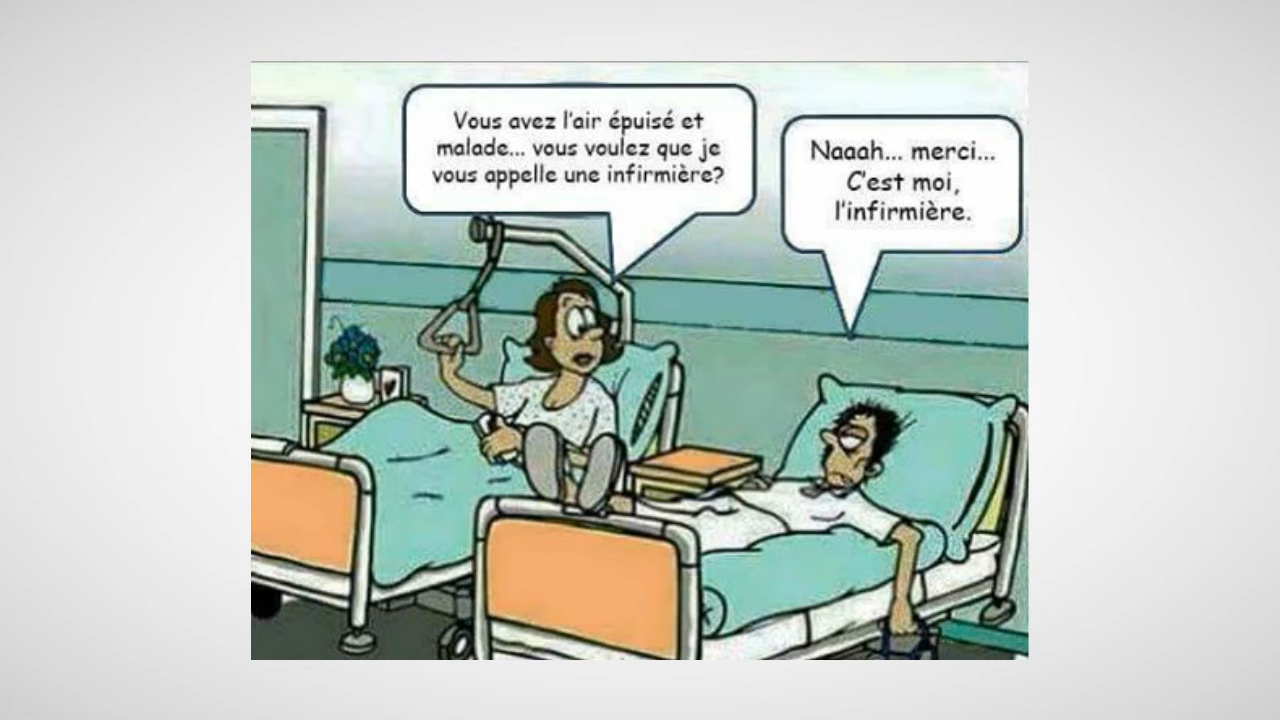 Vous avez l'air épuisé et
malade... vous voulez que je
vous appelle une infirmière?
Naaah... merci...
C'est moi,
l'infirmière.